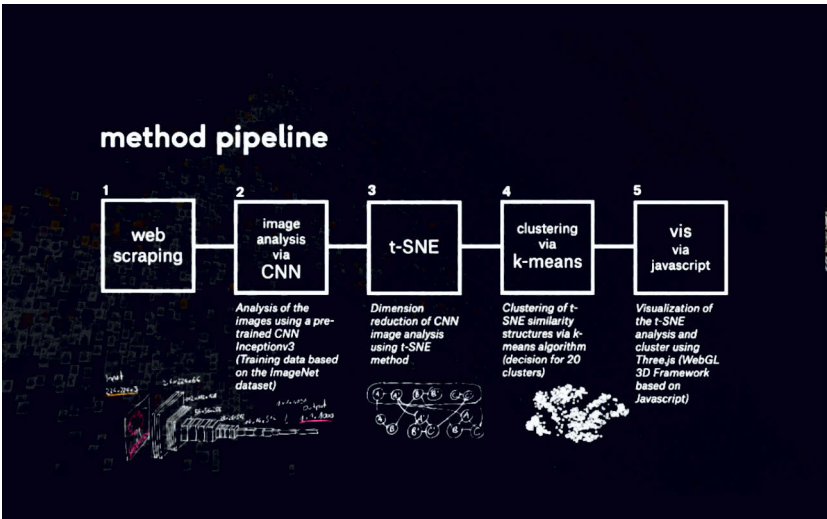 method pipeline
1
web
scraping
2
image
analysis
via
CNN
3
t-SNE
4
clustering
via
k-means
5
vis
via
javascript
Analysis of the
images using a pre-
trained CNN
Inceptionv3
(Training data based
on the ImageNet
dataset)
Dimension
reduction of CNN
image analysis
using t-SNE
method
Clustering of t-
SNE similarity
structures via k-
means algorithm
(decision for 20
clusters)
Visualization of
the t-SNE
analysis and
cluster using
Three.js (WebGL
3D Framework
based on
Javascript)
Input
Output